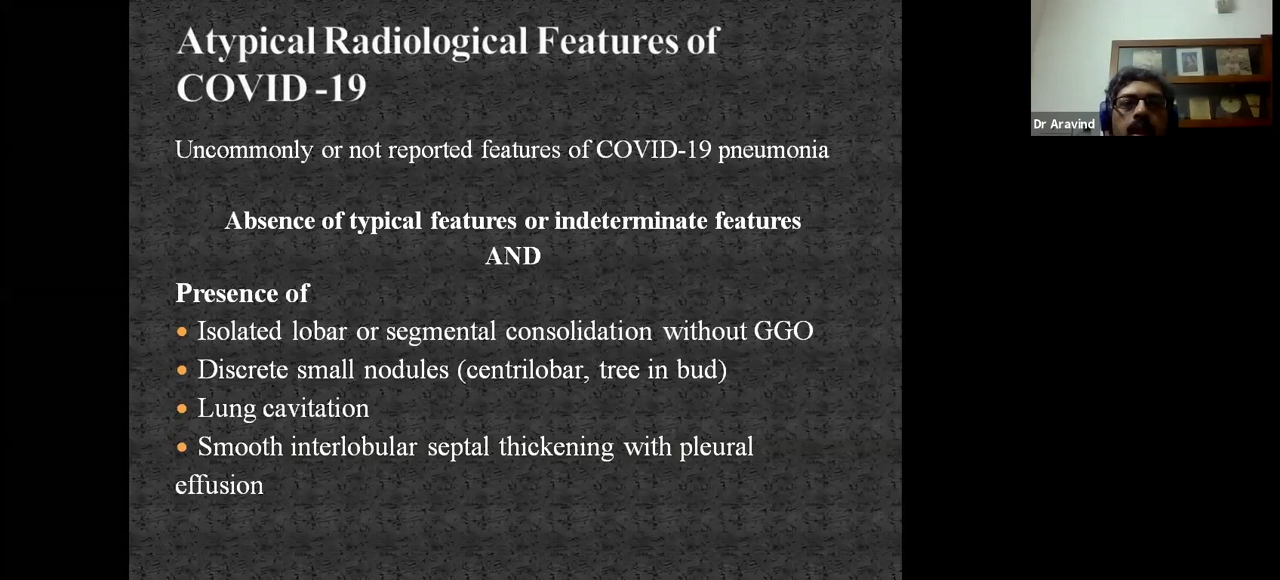 Atypical Radiological Features of
COVID -19
Uncommonly or not reported features of COVID-19 pneumonia
Absence of typical features or indeterminate features
AND
Presence of
• Isolated lobar or segmental consolidation without GGO
• Discrete small nodules (centrilobar, tree in bud)
• Lung cavitation
• Smooth interlobular septal thickening with pleural
effusion
Dr Aravind